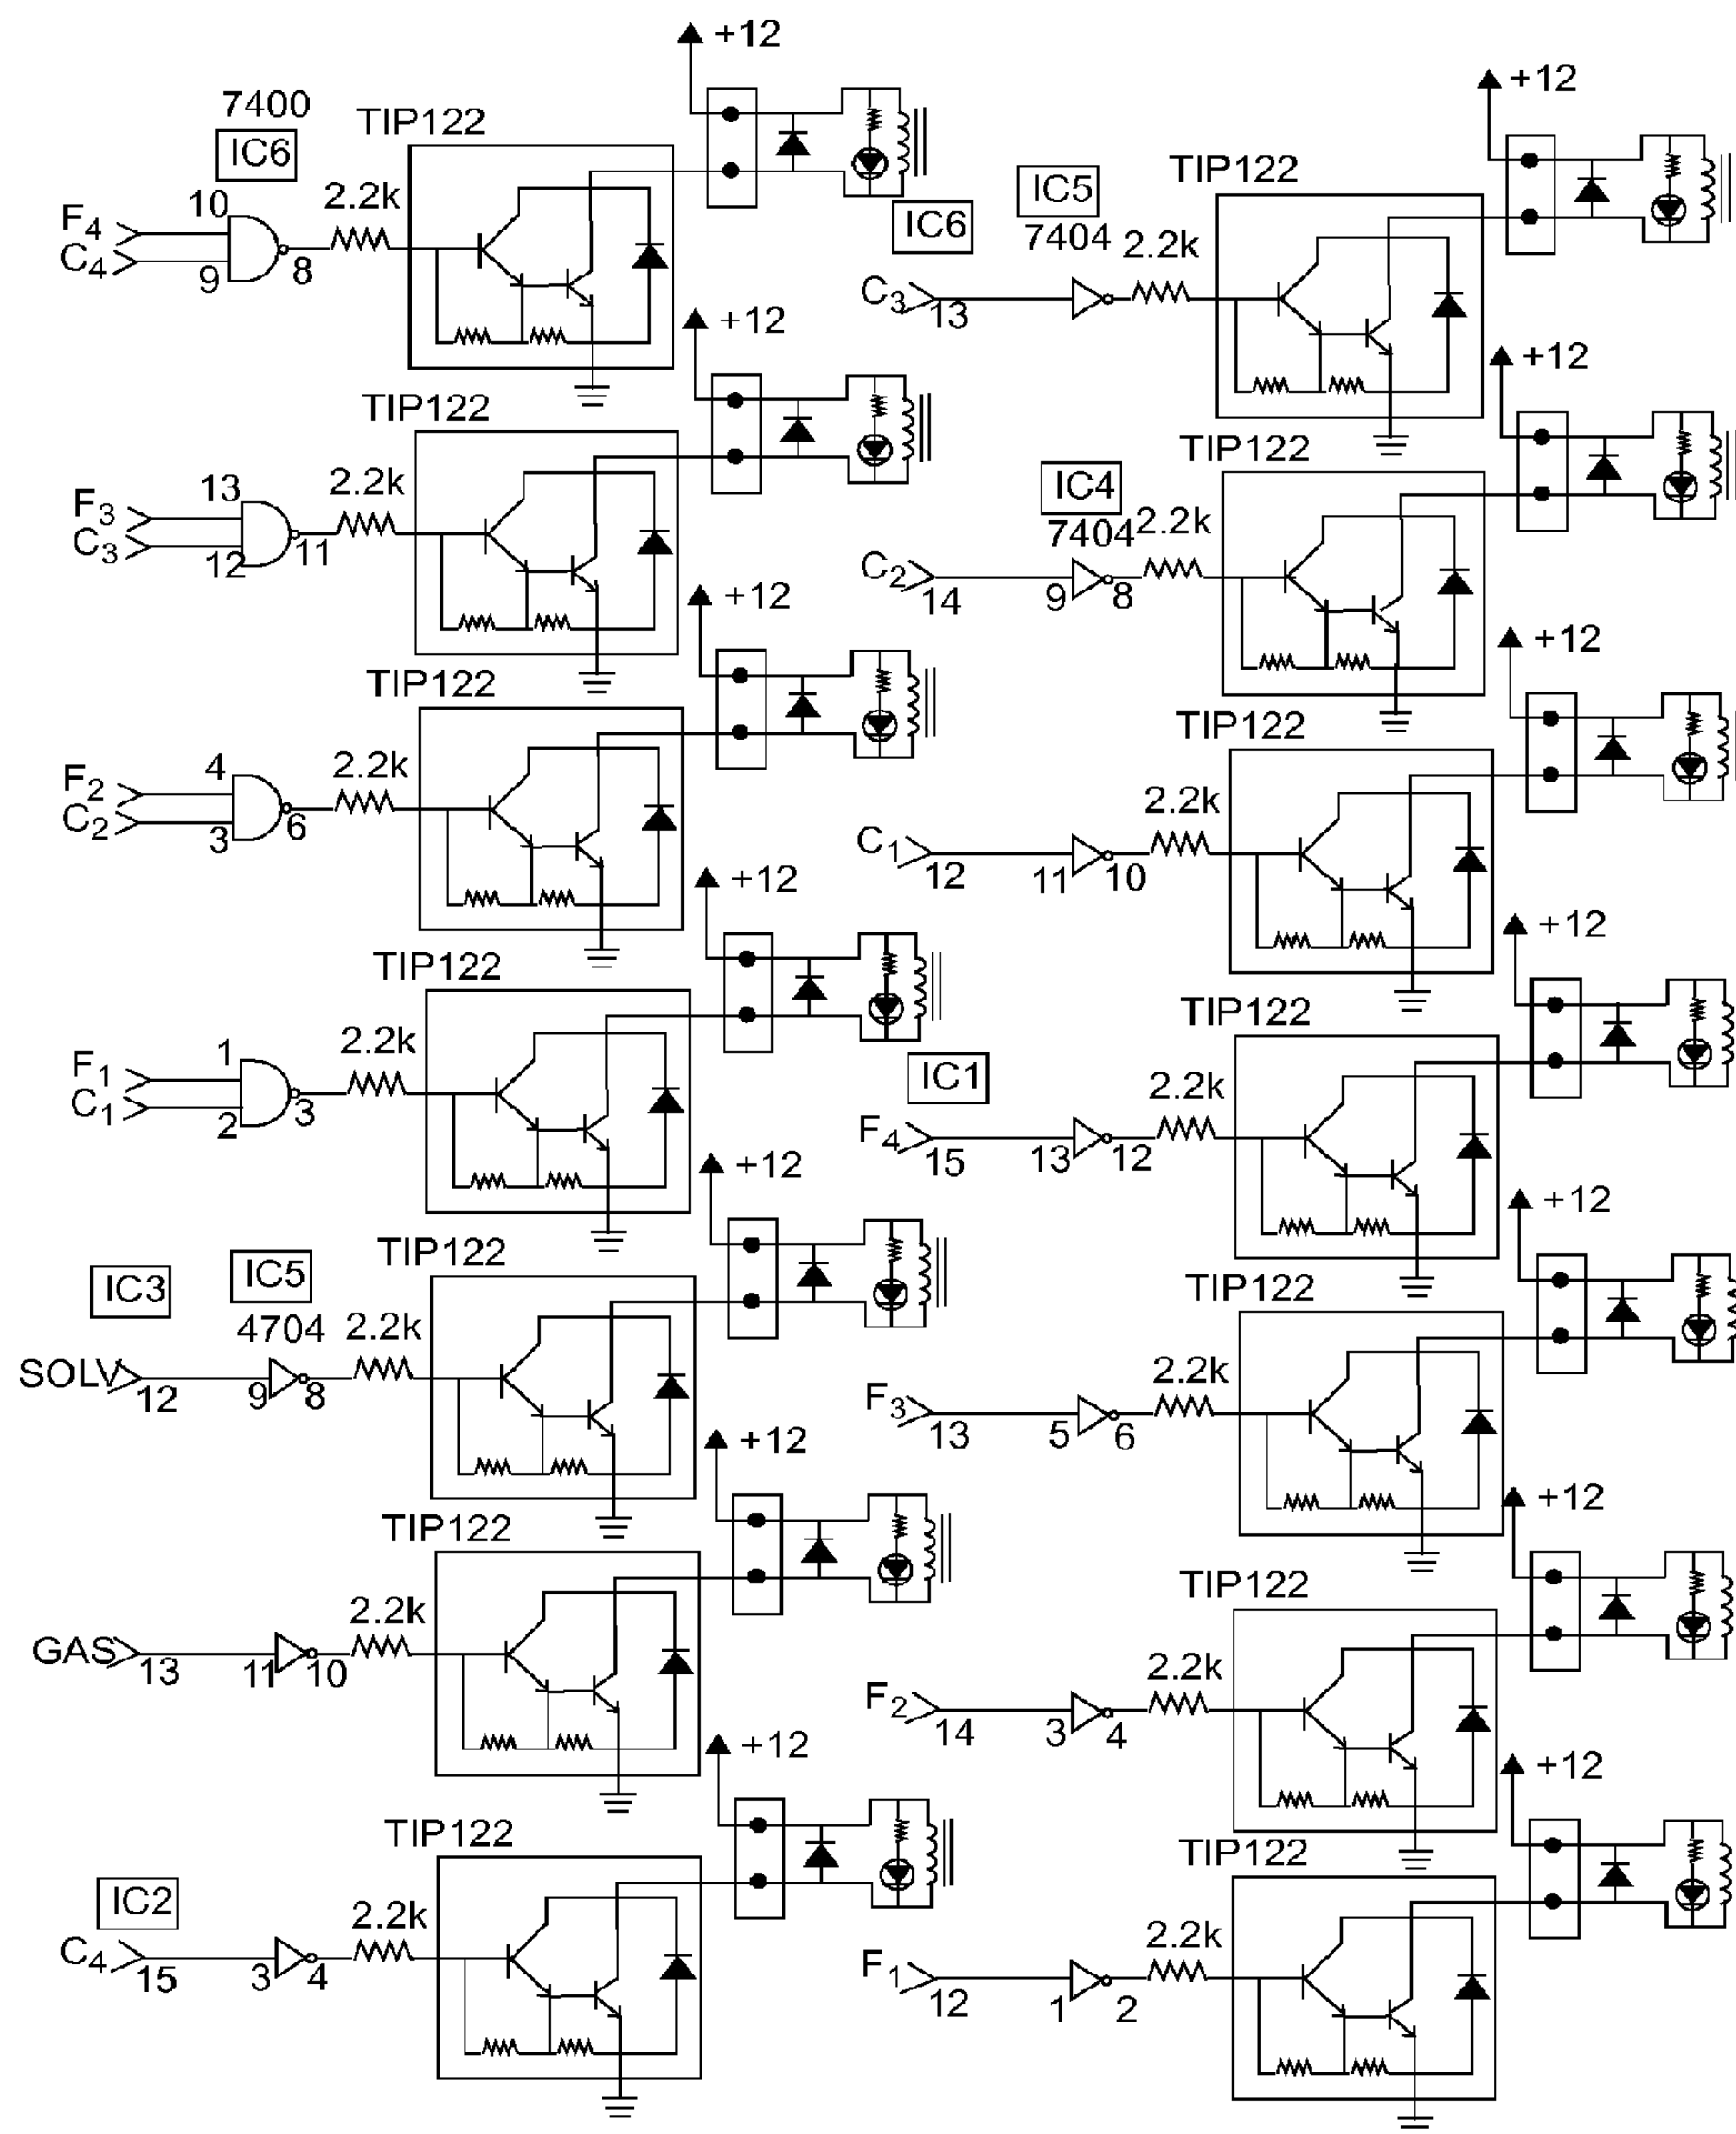 +12
7400
IC6
TIP122
10
2.2k
F4
C4
9
8
+12
TIP122
13
2.2k
F3
C3
12
11
+12
TIP122
4
2.2k
F2
C2
3
6
+12
TIP122
1
2.2k
F1
C1
2
3
+12
TIP122
IC3
IC5
4704
2.2k
SOLV
12
9
8
+12
TIP122
2.2k
GAS
13
11
10
+12
TIP122
IC2
2.2k
C4
15
3
4
+12
TIP122
IC6
IC5
7404
2.2k
C3
13
+12
TIP122
IC4
7404
2.2k
C2
14
9
8
+12
TIP122
2.2k
C1
12
11
10
+12
TIP122
IC1
2.2k
F4
15
13
12
+12
TIP122
2.2k
F3
13
5
6
+12
TIP122
2.2k
F2
14
3
4
+12
TIP122
2.2k
F1
12
1
2